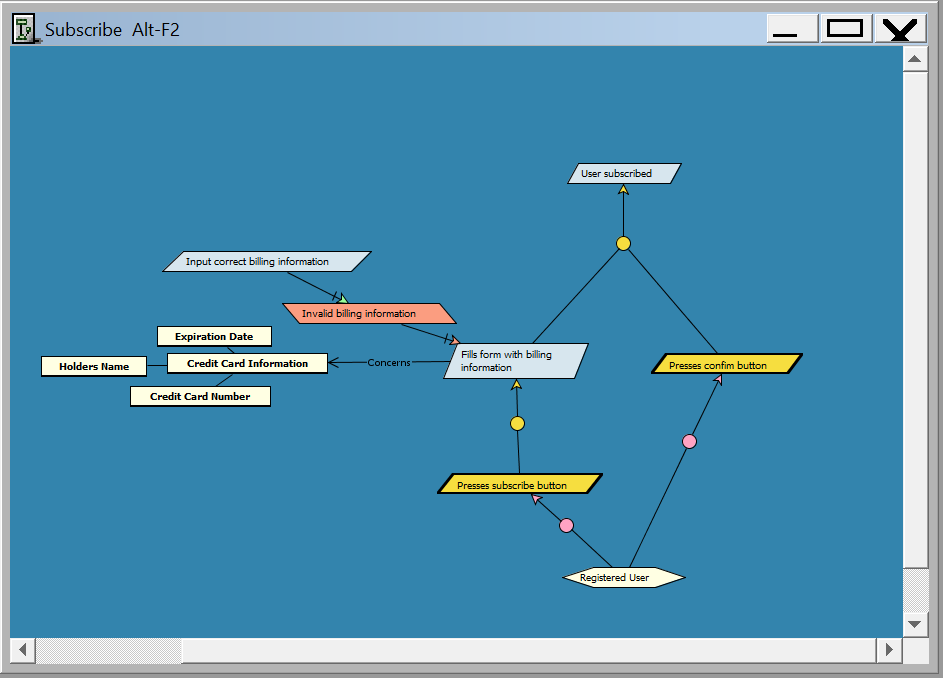 Subscribe Alt-F2
User subscribed
Input correct billing information
Invalid billing information
Expiration Date
Holders Name
Credit Card Information
Concerns
Fills form with billing
information
Presses confim button
Credit Card Number
Presses subscribe button
Registered User